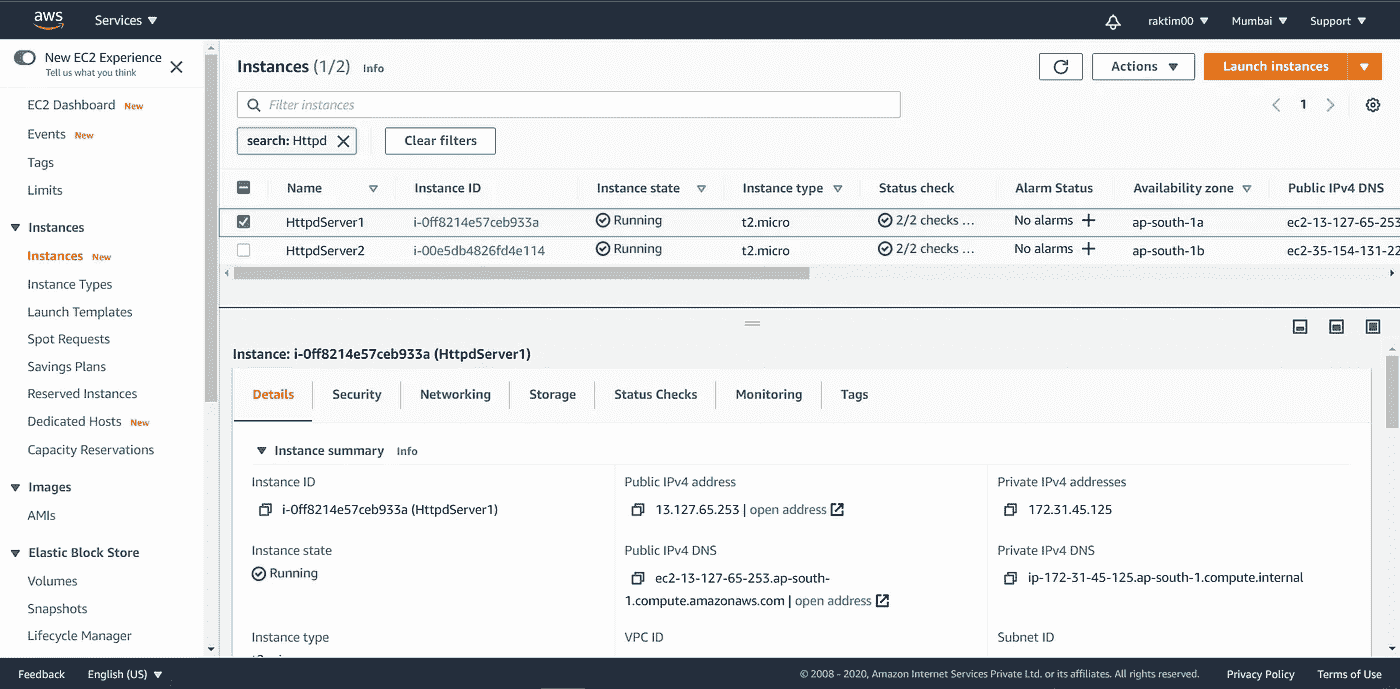 aws Services raktim00 Mumbai Support
New EC2 Experience
Tell us what you think
EC2 Dashboard New
Events New
Tags
Limits
Instances
Instances New
Instance Types
Launch Templates
Spot Requests
Savings Plans
Reserved Instances
Dedicated Hosts New
Capacity Reservations
Images
AMIs
Elastic Block Store
Volumes
Snapshots
Lifecycle Manager
Instances (1/2) Info
Actions Launch instances
Filter instances
1
search: Httpd Clear filters
Name Instance ID Instance state Instance type Status check Alarm Status Availability zone Public IPv4 DNS
HttpdServer1 i-0ff8214e57ceb933a Running t2.micro 2/2 checks ... No alarms + ap-south-1a ec2-13-127-65-253
HttpdServer2 i-00e5db4826fd4e114 Running t2.micro 2/2 checks ... No alarms + ap-south-1b ec2-35-154-131-22
Instance: i-0ff8214e57ceb933a (HttpdServer1)
Details Security Networking Storage Status Checks Monitoring Tags
Instance summary Info
Instance ID
i-0ff8214e57ceb933a (HttpdServer1)
Public IPv4 address
13.127.65.253 | open address
Private IPv4 addresses
172.31.45.125
Instance state
Running
Public IPv4 DNS
ec2-13-127-65-253.ap-south-
1.compute.amazonaws.com | open address
Private IPv4 DNS
ip-172-31-45-125.ap-south-1.compute.internal
Instance type
VPC ID
Subnet ID
Feedback English (US) © 2008 - 2020, Amazon Internet Services Private Ltd. or its affiliates. All rights reserved. Privacy Policy Terms of Use